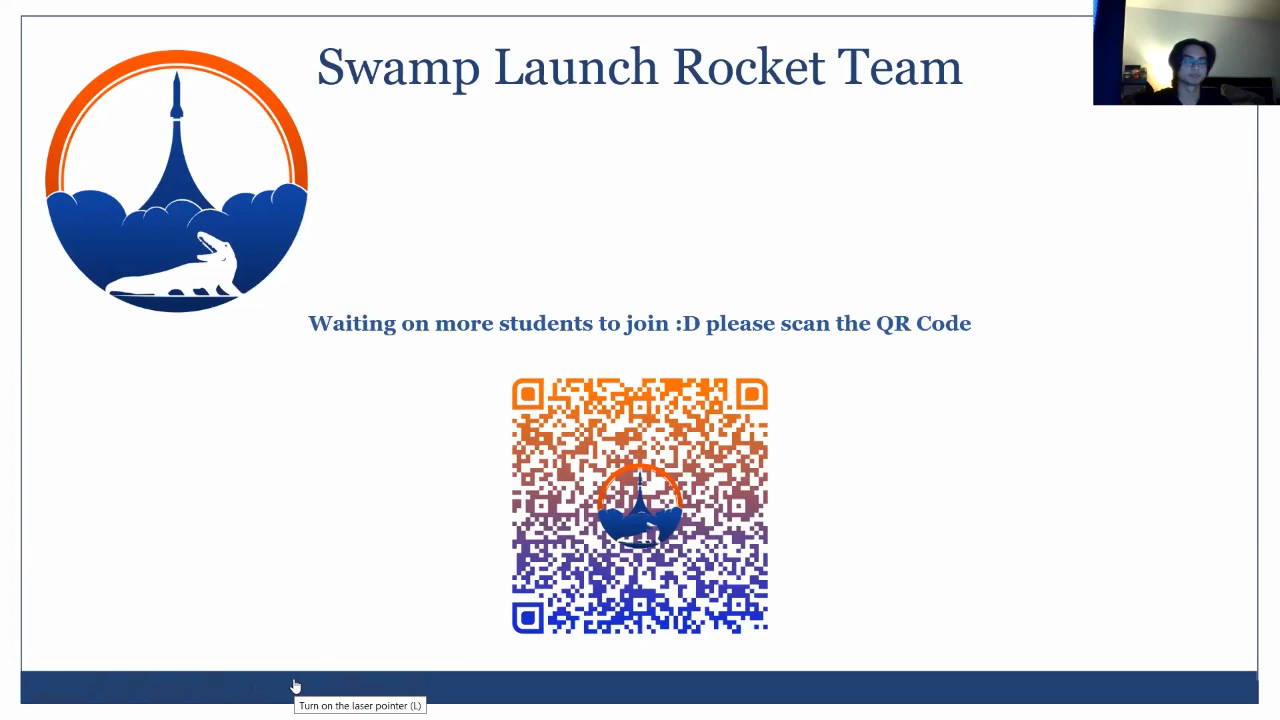 Swamp Launch Rocket Team
Waiting on more students to join :D please scan the QR Code
Turn on the laser pointer (L)